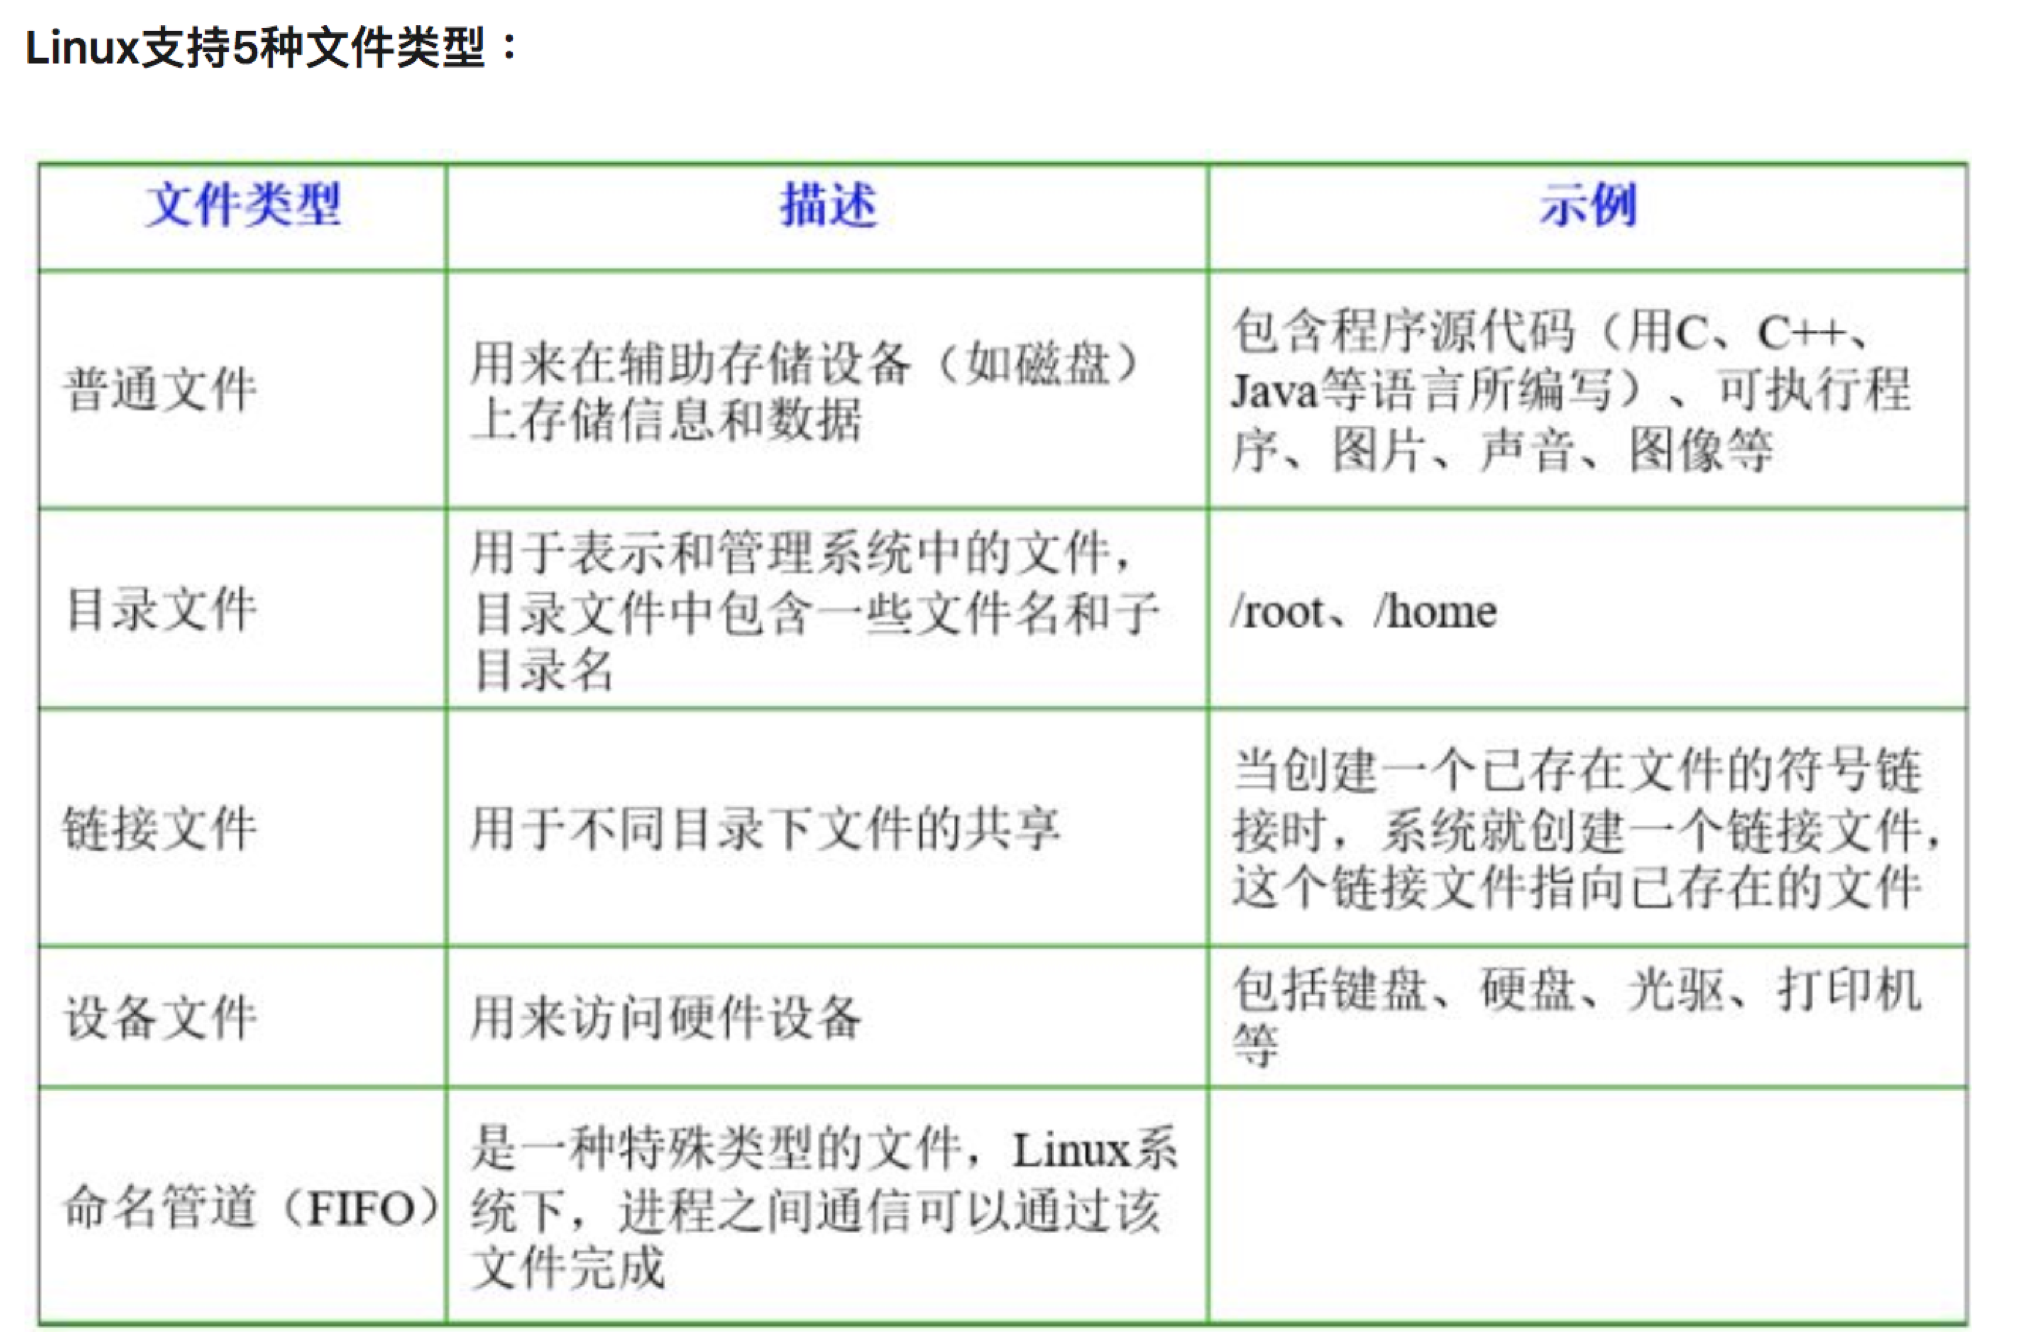 Linux支持5种文件类型：
文件类型 描述 示例
普通文件
用来在辅助存储设备（如磁盘）
上存储信息和数据
包含程序源代码（用C、C++、
Java等语言所编写）、可执行程
序、图片、声音、图像等
目录文件
用于表示和管理系统中的文件，
目录文件中包含一些文件名和子
目录名
/root、/home
链接文件
用于不同目录下文件的共享
当创建一个已存在文件的符号链
接时，系统就创建一个链接文件，
这个链接文件指向已存在的文件
设备文件
用来访问硬件设备
包括键盘、硬盘、光驱、打印机
等
命名管道（FIFO）
是一种特殊类型的文件，Linux系
统下，进程之间通信可以通过该
文件完成